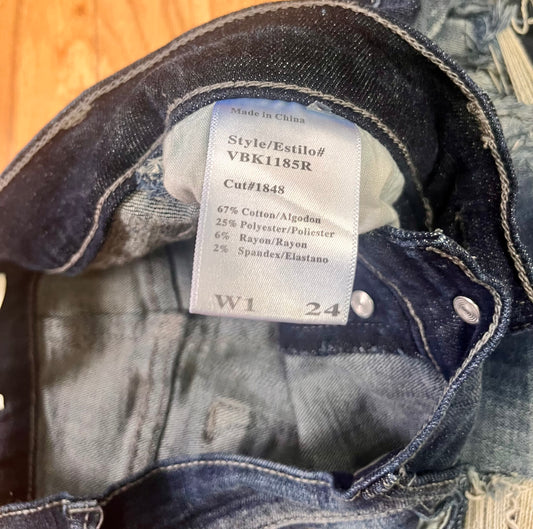 Made in China
Style/Estilo#
VBK1185R
Cut#1848
67% Cotton/Algodon
25% Polyester/Poliester
6% Rayon/Rayon
2% Spandex/Elastano
W1 24